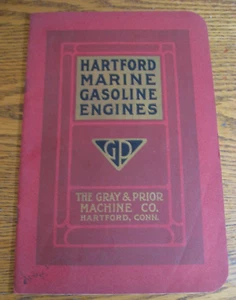 HARTFORD
MARINE
GASOLINE
ENGINES
GP
THE GRAY & PRIOR
MACHINE CO.
HARTFORD, CONN.